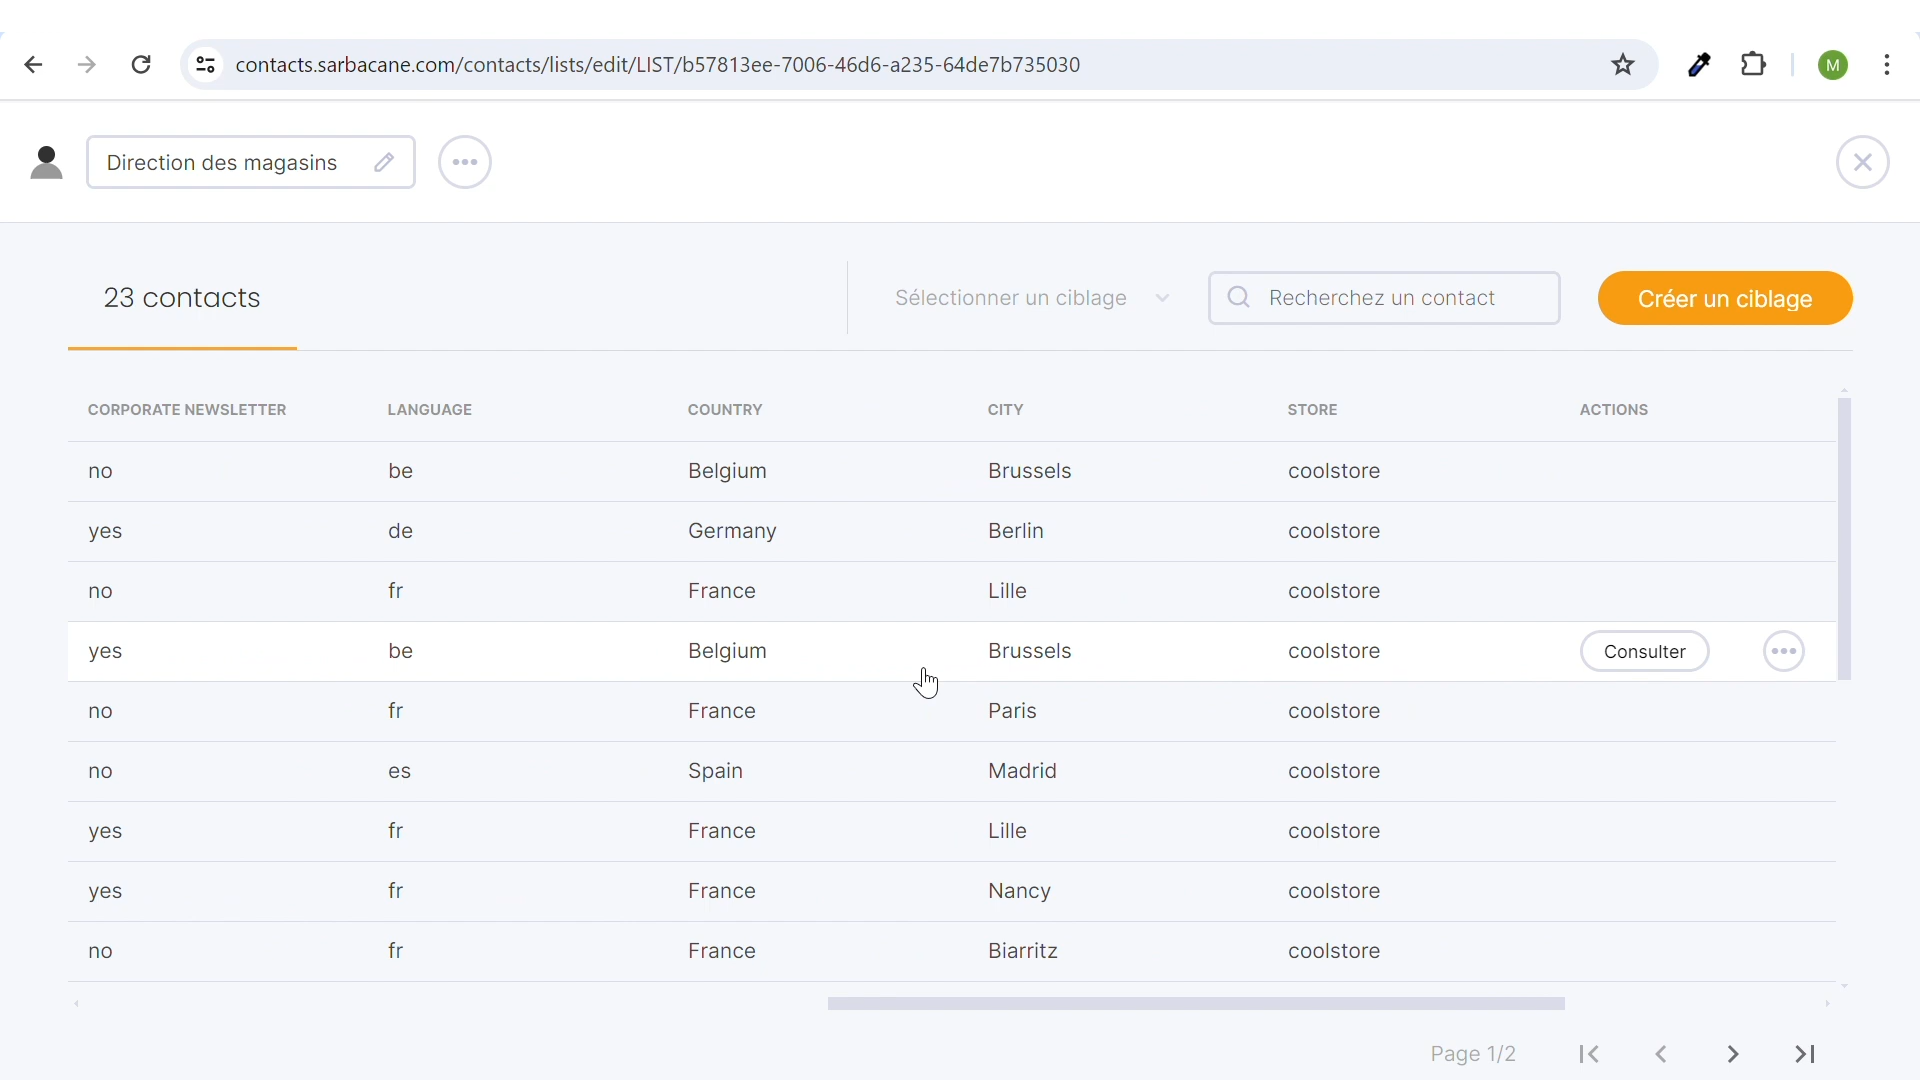 contacts.sarbacane.com/contacts/lists/edit/LIST/b57813ee-7006-46d6-a235-64de7b735030
M
Direction des magasins
23 contacts
Sélectionner un ciblage
Recherchez un contact
Créer un ciblage
CORPORATE NEWSLETTER LANGUAGE COUNTRY CITY STORE ACTIONS
no be Belgium Brussels coolstore
yes de Germany Berlin coolstore
no fr France Lille coolstore
yes be Belgium Brussels coolstore Consulter
no fr France Paris coolstore
no es Spain Madrid coolstore
yes fr France Lille coolstore
yes fr France Nancy coolstore
no fr France Biarritz coolstore
Page 1/2